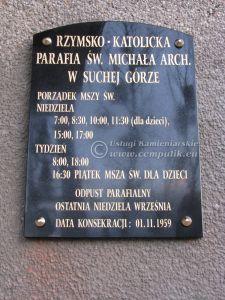 RZYMSKO - KATOLICKA
PARAFIA ŚW. MICHAŁA ARCH.
W SUCHEJ GÓRZE
PORZĄDEK MSZY ŚW.
NIEDZIELA
7:00, 8:30, 10:00, 11:30 (dla dzieci),
15:00, 17:00
Usługi Kamieniarskie
TYDZIEN
© www.cemputik.eu
8:00, 18:00
16:30 PIĄTEK MSZA ŚW. DLA DZIECI
ODPUST PARAFIALNY
OSTATNIA NIEDZIELA WRZEŚNIA
DATA KONSEKRACJI : 01.11.1959